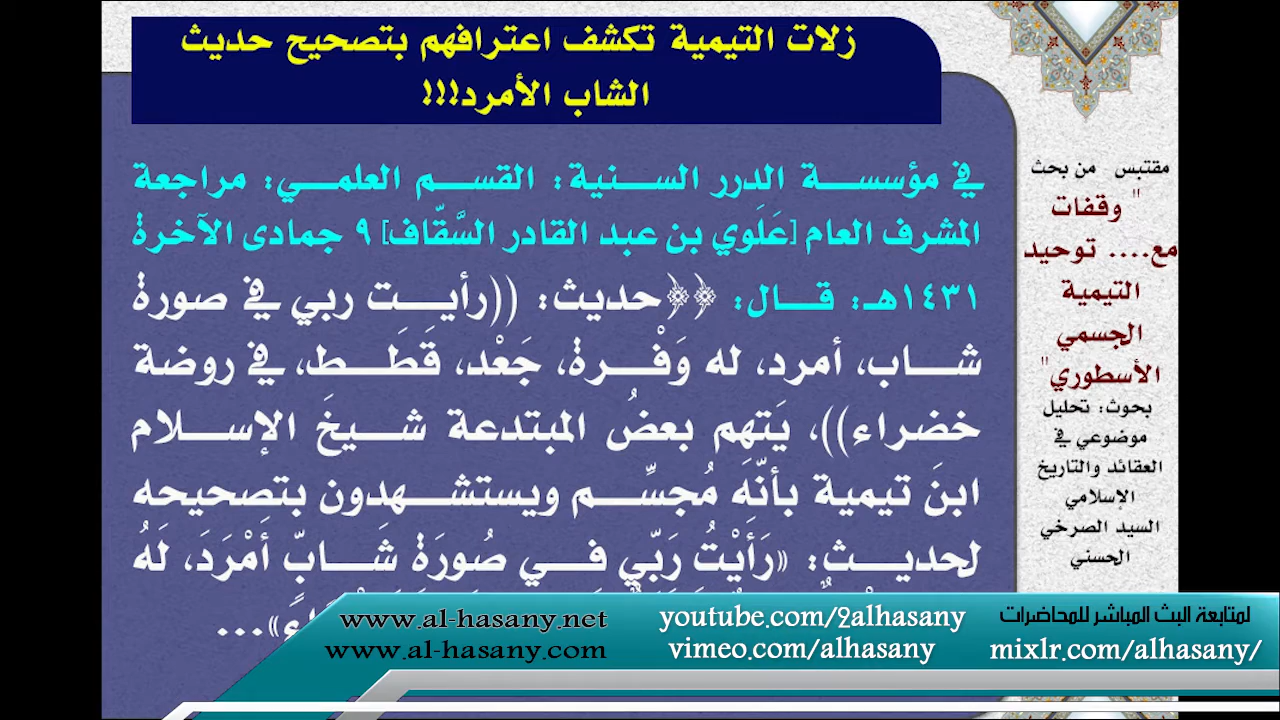 زلات التيمية تكشف اعترافهم بتصحيح حديث
الشاب الأمرد!!!
في مؤسسة الدرر السنية: القسم العلمي: مراجعة
المشرف العام [عَلَوي بن عبد القادر السَّقّاف] ٩ جمادى الآخرة
١٤٣١هـ: قال: ﴿﴿حديث: ((رأيت ربي في صورة
شاب، أمرد، له وَفْرة، جَعْد، قَطَط، في روضة
خضراء))، يَتهم بعضُ المبتدعة شيخَ الإسلام
ابنَ تيمية بأنّهَ مُجسِّم ويستشهدون بتصحيحه
لحديث: «رَأَيْتُ رَبِّي فِي صُورَةْ شَابٍّ أَمْرَدَ، لَهُ
مقتبس من بحث
" وقفات
مع.... توحيد
التيمية
الجسمي
الأسطوري"
بحوث: تحليل
موضوعي في
العقائد والتاريخ
الإسلامي
السيد الصرخي
الحسني
لمتابعة البث المباشر للمحاضرات
mixlr.com/alhasany/
youtube.com/2alhasany
vimeo.com/alhasany
www.al-hasany.net
www.al-hasany.com